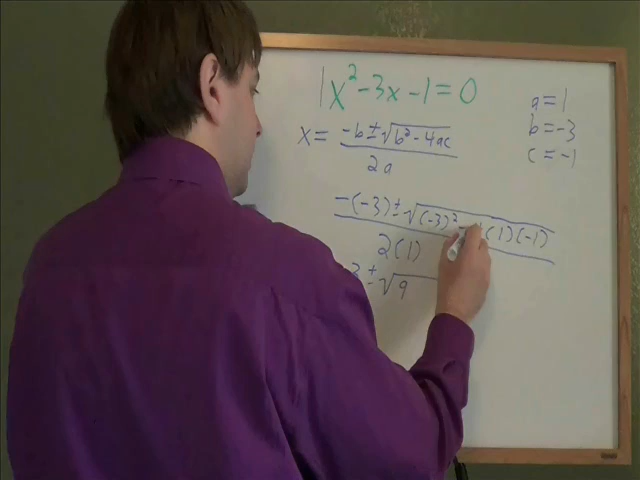 1x² - 3x - 1 = 0
a = 1
x = (-b ± √(b² - 4ac)) / 2a
b = -3
c = -1
-(-3) ± √((-3)² - 4(1)(-1))
2(1)
3 ± √9